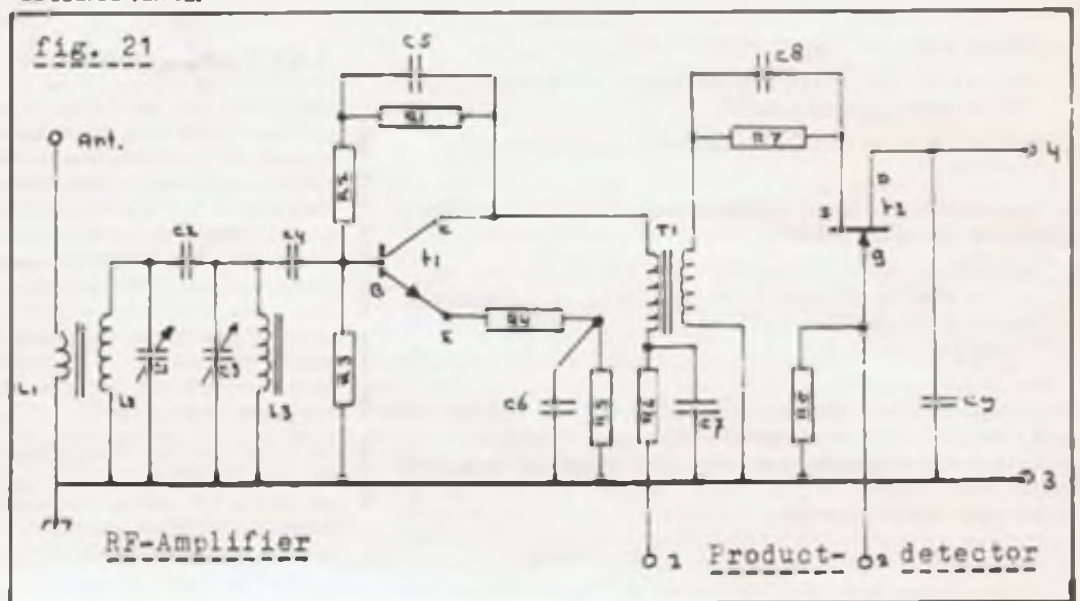 fig. 21
C5
C8
R1
R7
Ant.
R2
4
D
t2
S
C2
C4
C
T1
g
t1
B
R4
E
C1
C3
R3
L1
L2
L3
C6
R5
R6
C7
R8
C9
3
RF-Amplifier
1
Product-
2
detector